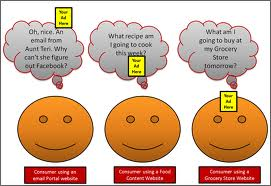 Your
Ad
Here
Oh, nice. An
email from
Aunt Teri. Why
can't she figure
out Facebook?
What recipe am
I going to cook
this week?
Your
Ad
Here
What am I
going to buy at
my Grocery
Store
tomorrow?
Your
Ad
Here
Consumer using an
email Portal website
Consumer using a Food
Content Website
Consumer using a
Grocery Store Website